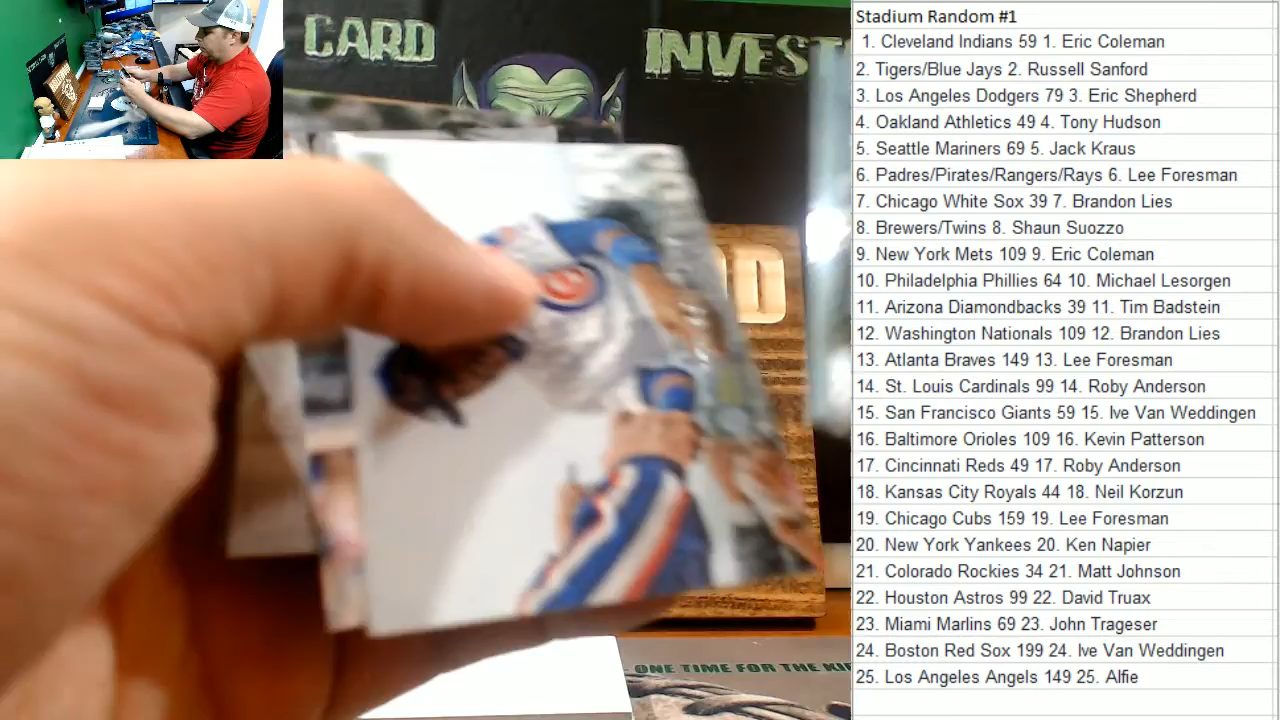 CARD
INVEST
D
ONE TIME FOR THE KI
Stadium Random #1
1. Cleveland Indians 59 1. Eric Coleman
2. Tigers/Blue Jays 2. Russell Sanford
3. Los Angeles Dodgers 79 3. Eric Shepherd
4. Oakland Athletics 49 4. Tony Hudson
5. Seattle Mariners 69 5. Jack Kraus
6. Padres/Pirates/Rangers/Rays 6. Lee Foresman
7. Chicago White Sox 39 7. Brandon Lies
8. Brewers/Twins 8. Shaun Suozzo
9. New York Mets 109 9. Eric Coleman
10. Philadelphia Phillies 64 10. Michael Lesorgen
11. Arizona Diamondbacks 39 11. Tim Badstein
12. Washington Nationals 109 12. Brandon Lies
13. Atlanta Braves 149 13. Lee Foresman
14. St. Louis Cardinals 99 14. Roby Anderson
15. San Francisco Giants 59 15. Ive Van Weddingen
16. Baltimore Orioles 109 16. Kevin Patterson
17. Cincinnati Reds 49 17. Roby Anderson
18. Kansas City Royals 44 18. Neil Korzun
19. Chicago Cubs 159 19. Lee Foresman
20. New York Yankees 20. Ken Napier
21. Colorado Rockies 34 21. Matt Johnson
22. Houston Astros 99 22. David Truax
23. Miami Marlins 69 23. John Trageser
24. Boston Red Sox 199 24. Ive Van Weddingen
25. Los Angeles Angels 149 25. Alfie